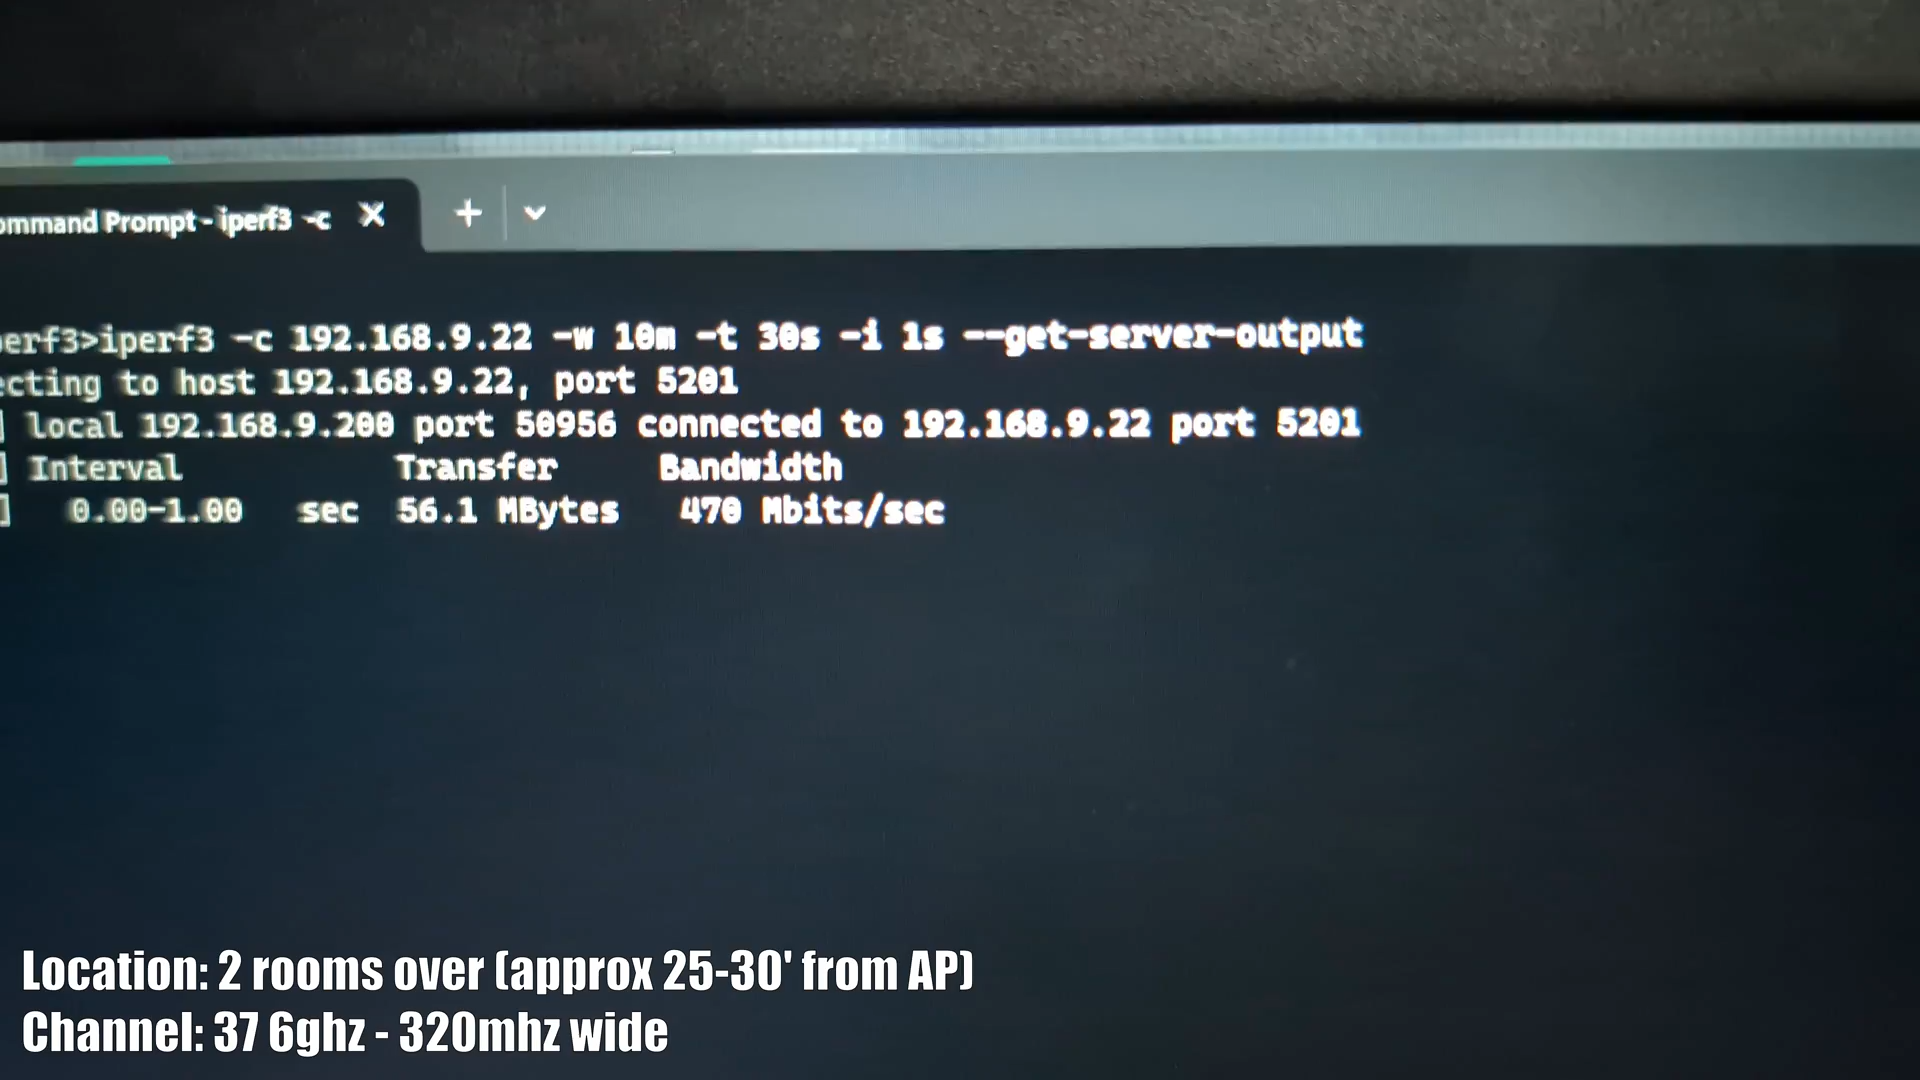 ommand Prompt - iperf3 -c
erf3>iperf3 -c 192.168.9.22 -w 10m -t 30s -i 1s --get-server-output
ecting to host 192.168.9.22, port 5201
] local 192.168.9.200 port 50956 connected to 192.168.9.22 port 5201
] Interval Transfer Bandwidth
] 0.00-1.00 sec 56.1 MBytes 470 Mbits/sec
Location: 2 rooms over (approx 25-30' from AP)
Channel: 37 6ghz - 320mhz wide